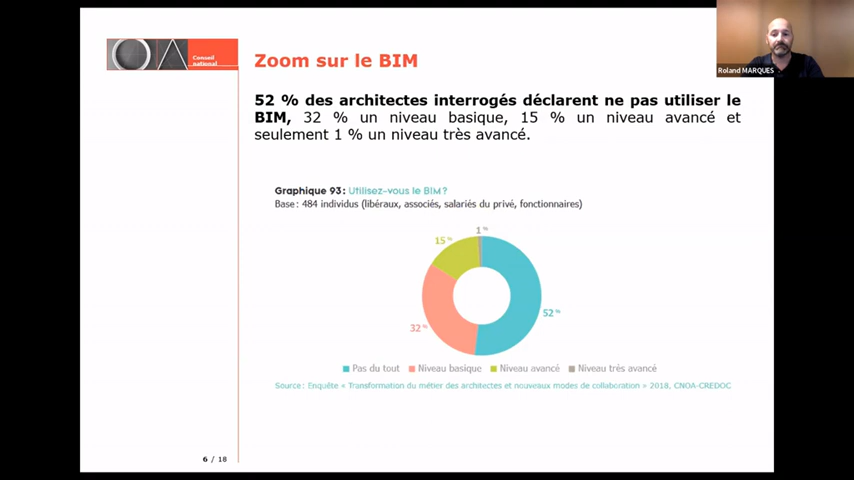 Conseil
national
Zoom sur le BIM
Roland MARQUES
52 % des architectes interrogés déclarent ne pas utiliser le
BIM, 32 % un niveau basique, 15 % un niveau avancé et
seulement 1 % un niveau très avancé.
Graphique 93 : Utilisez-vous le BIM ?
Base : 484 individus (libéraux, associés, salariés du privé, fonctionnaires)
1 %
15 %
52 %
32 %
Pas du tout Niveau basique Niveau avancé Niveau très avancé
Source : Enquête « Transformation du métier des architectes et nouveaux modes de collaboration » 2018, CNOA-CREDOC
6 / 18